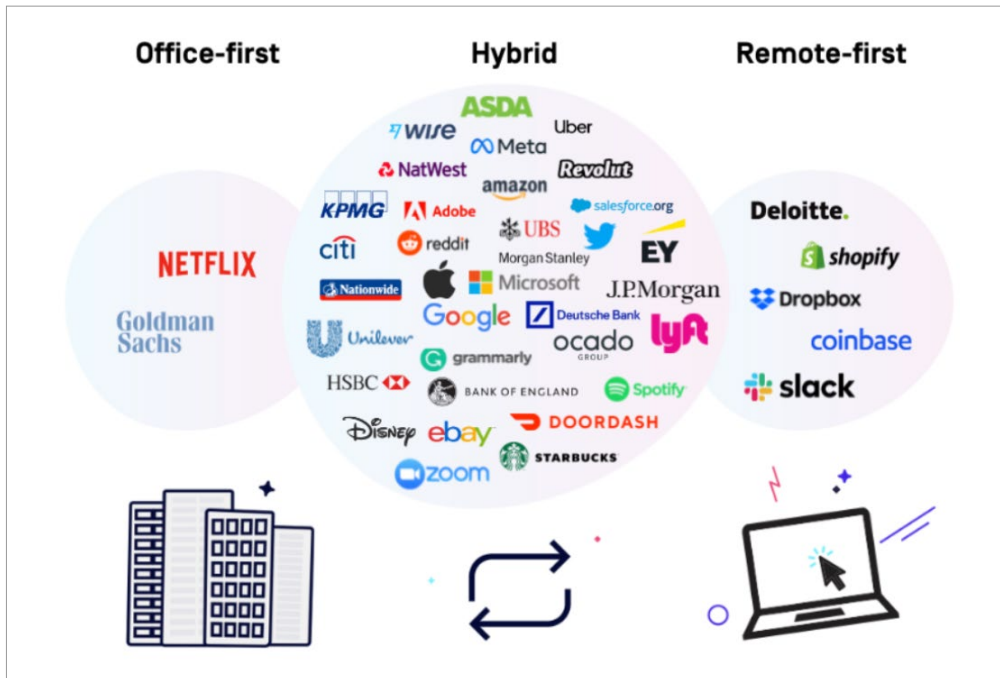 Office-first
Hybrid
Remote-first
NETFLIX
Goldman
Sachs
ASDA
WISE
Uber
Meta
NatWest
Revolut
amazon
KPMG
Adobe
salesforce.org
citi
reddit
UBS
EY
Morgan Stanley
Nationwide
Microsoft
J.P.Morgan
Google
Deutsche Bank
Unilever
ocado
GROUP
lyft
grammarly
HSBC
BANK OF ENGLAND
Spotify
Disney
ebay
DOORDASH
STARBUCKS
zoom
Deloitte.
shopify
Dropbox
coinbase
slack